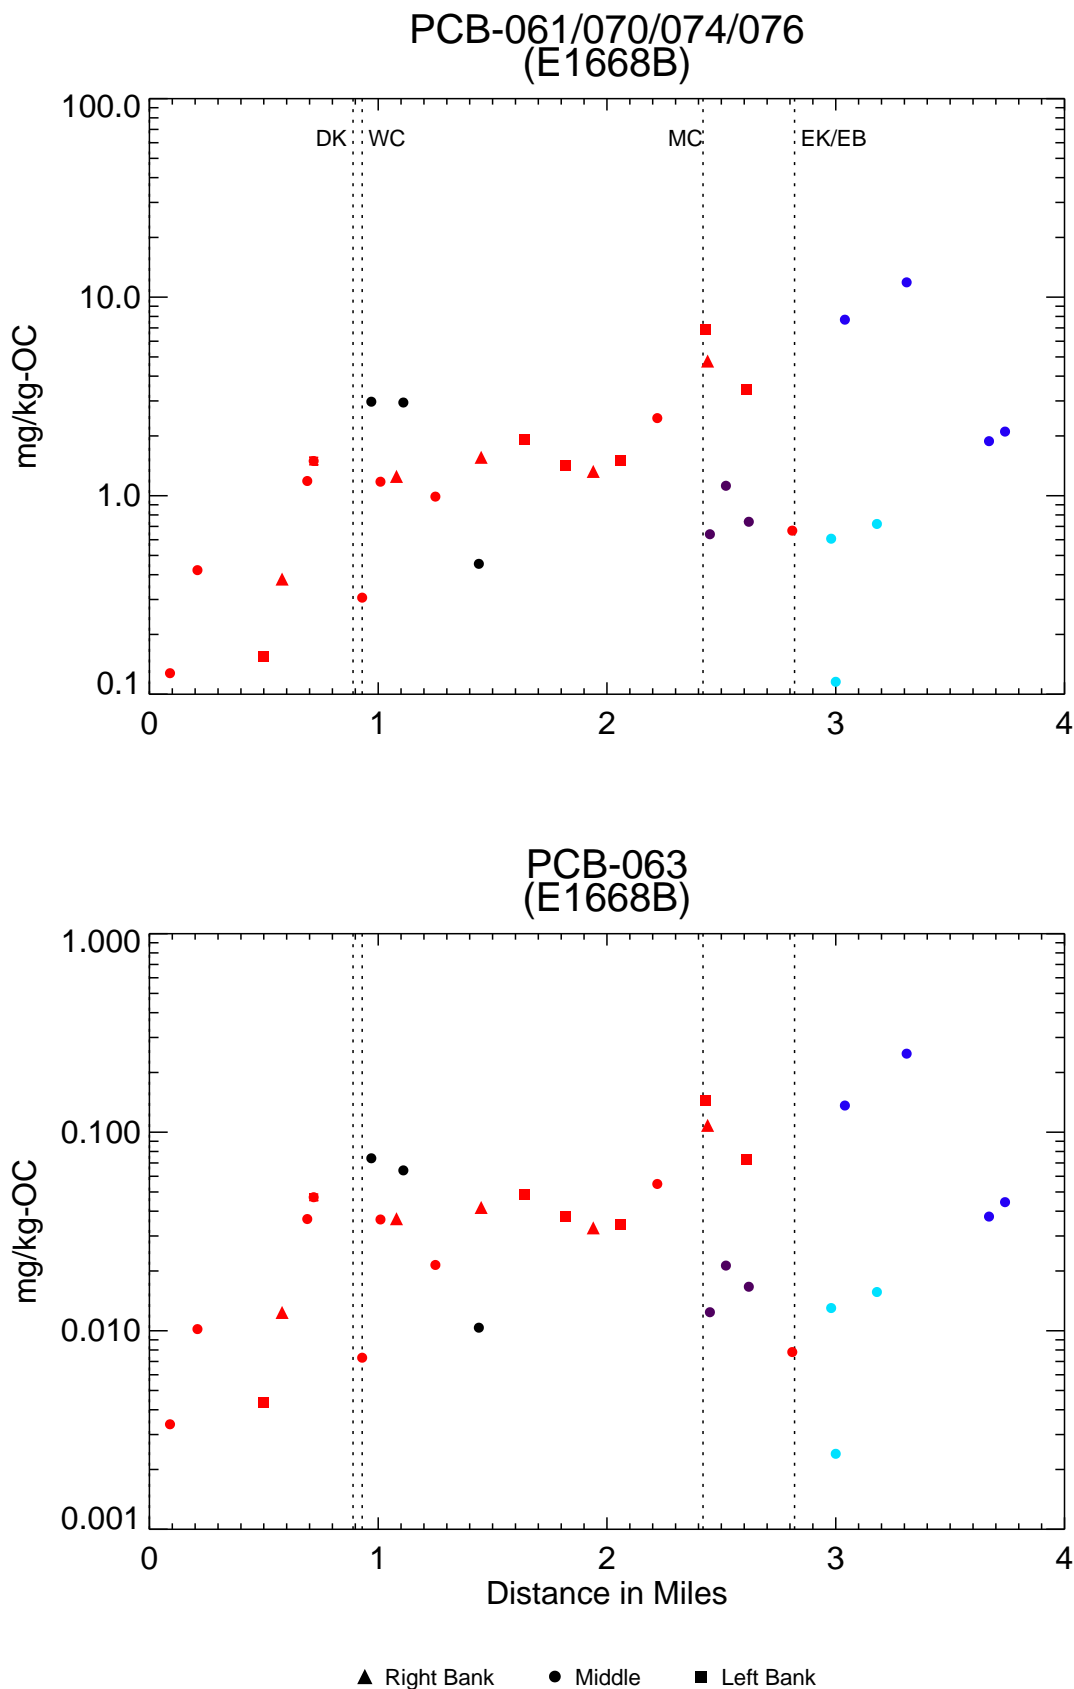 PCB-061/070/074/076
(E1668B)
100.0
DK WC MC EK/EB
10.0
mg/kg-OC
1.0
0.1
0 1 2 3 4
PCB-063
(E1668B)
1.000
0.100
mg/kg-OC
0.010
0.001
0 1 2 3 4
Distance in Miles
Right Bank Middle Left Bank